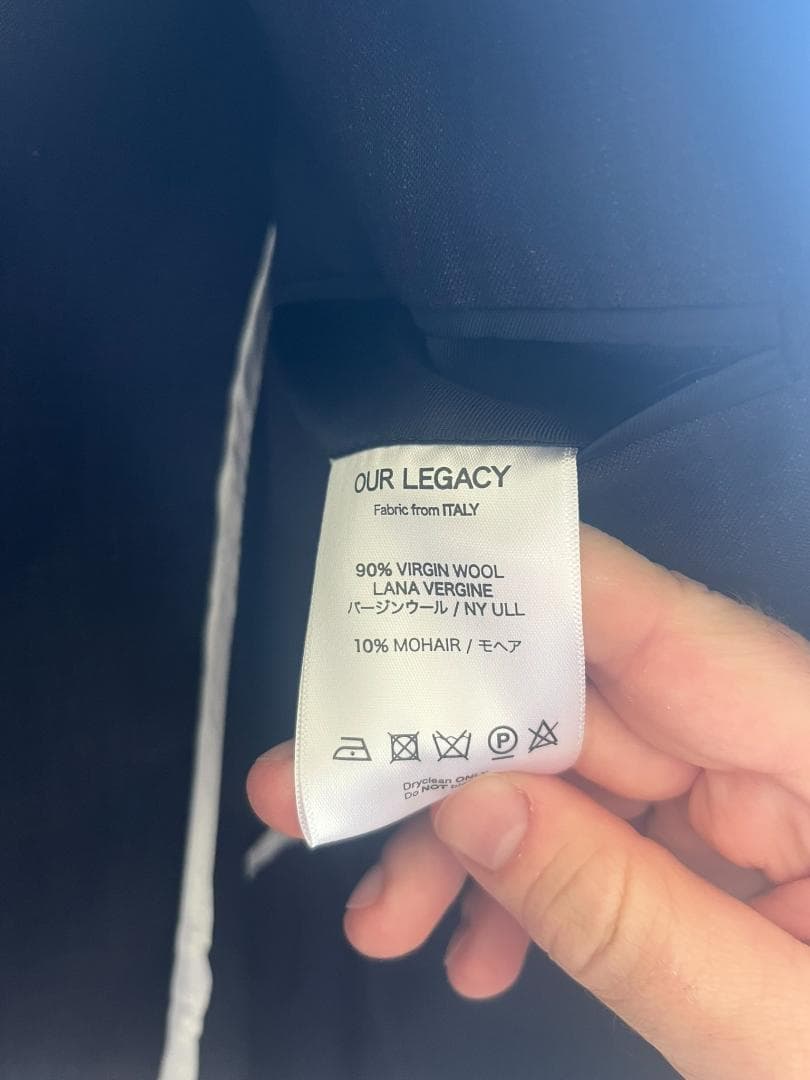 OUR LEGACY
Fabric from ITALY
90% VIRGIN WOOL
LANA VERGINE
バージンウール / NY ULL
10% MOHAIR / モヘア
P
Dryclean
Do NOT